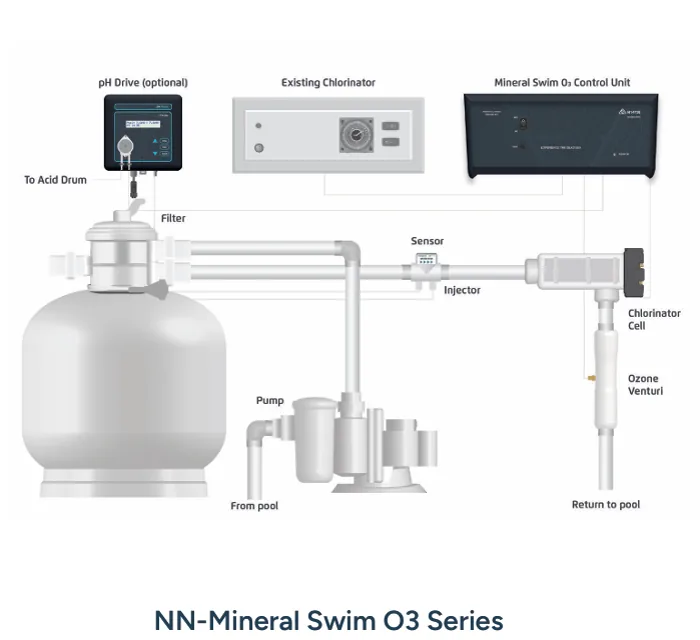 pH Drive (optional)
Existing Chlorinator
Mineral Swim O₃ Control Unit
To Acid Drum
Filter
Sensor
Injector
Chlorinator
Cell
Ozone
Venturi
Pump
From pool
Return to pool
NN-Mineral Swim O3 Series